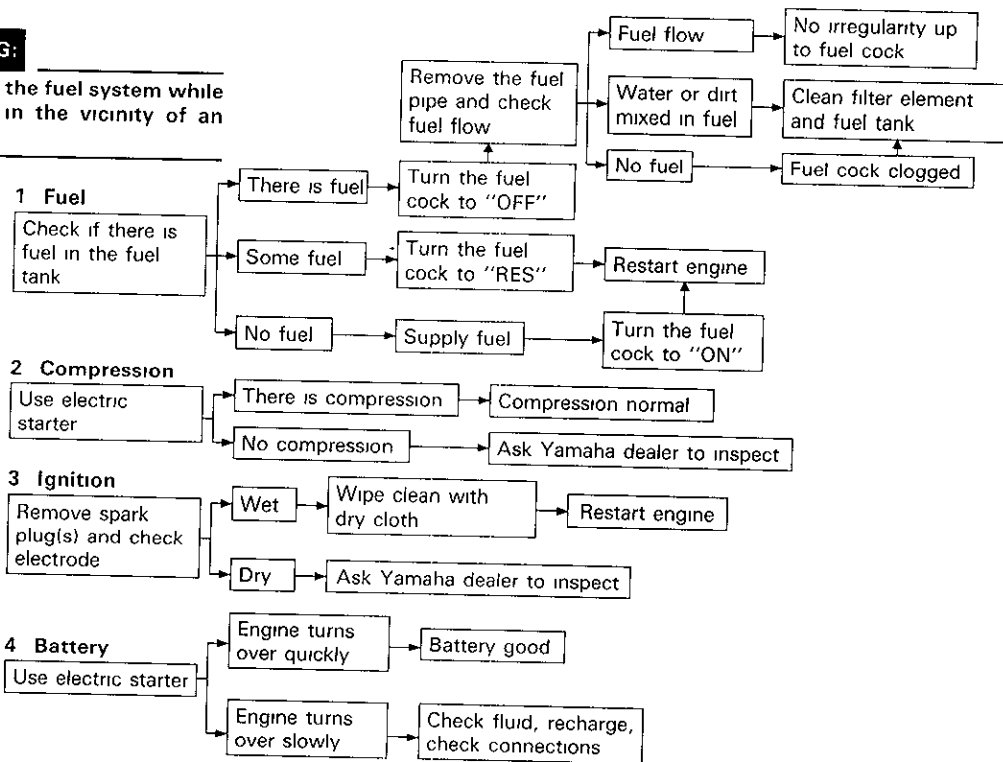 G:
the fuel system while
in the vicinity of an
1 Fuel
Check if there is
fuel in the fuel
tank
There is fuel
Turn the fuel
cock to "OFF"
Remove the fuel
pipe and check
fuel flow
Fuel flow
No irregularity up
to fuel cock
Water or dirt
mixed in fuel
Clean filter element
and fuel tank
No fuel
Fuel cock clogged
Some fuel
Turn the fuel
cock to "RES"
Restart engine
No fuel
Supply fuel
Turn the fuel
cock to "ON"
2 Compression
Use electric
starter
There is compression
Compression normal
No compression
Ask Yamaha dealer to inspect
3 Ignition
Remove spark
plug(s) and check
electrode
Wet
Wipe clean with
dry cloth
Restart engine
Dry
Ask Yamaha dealer to inspect
4 Battery
Use electric starter
Engine turns
over quickly
Battery good
Engine turns
over slowly
Check fluid, recharge,
check connections